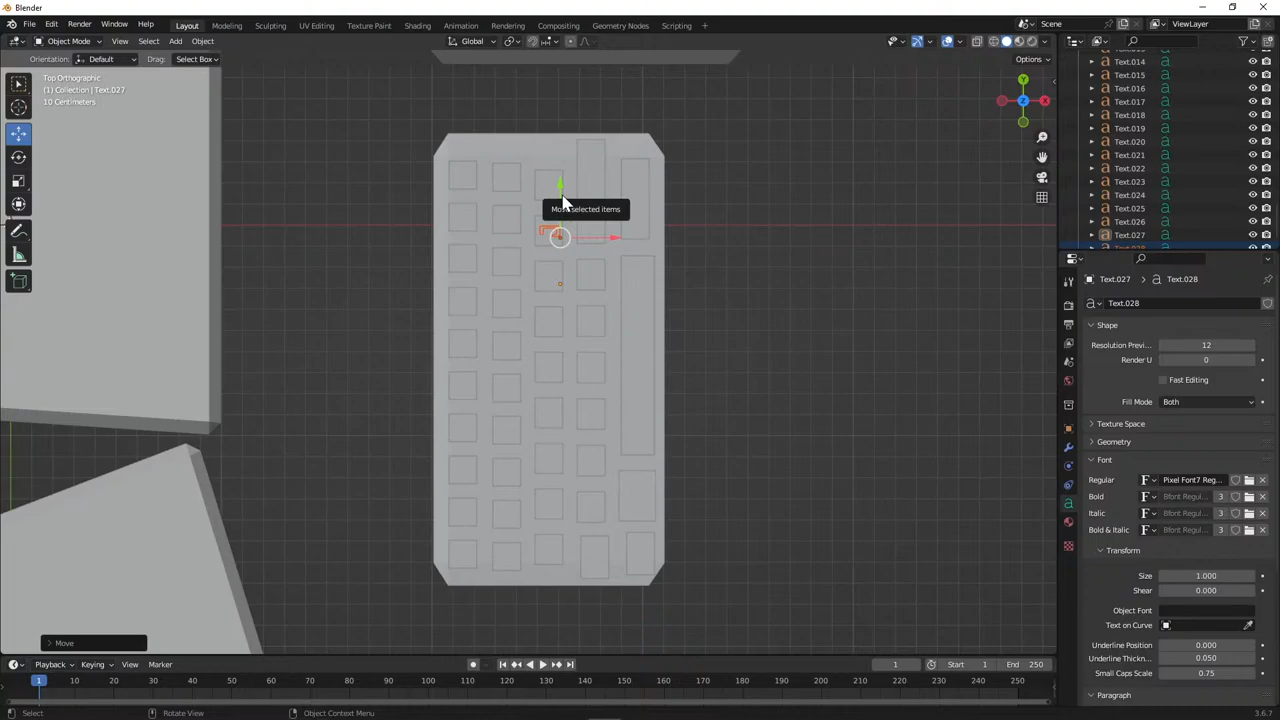 Blender
File Edit Render Window Help
Layout Modeling Sculpting UV Editing Texture Paint Shading Animation Rendering Compositing Geometry Nodes Scripting +
Scene ViewLayer
Object Mode View Select Add Object Global
Orientation: Default Drag: Select Box Options
Top Orthographic
(1) Collection | Text.027
10 Centimeters
Y
X
Z
selected items
Text.014
Text.015
Text.016
Text.017
Text.018
Text.019
Text.020
Text.021
Text.022
Text.023
Text.024
Text.025
Text.026
Text.027
Text.028
Text.027 > Text.028
Text.028
Shape
Resolution Previ... 12
Render U 0
Fast Editing
Fill Mode Both
Texture Space
Geometry
Font
Regular Pixel Font7 Reg...
Bold Bfont Regul... 3
Italic Bfont Regul... 3
Bold & Italic Bfont Regul... 3
Transform
Size 1.000
Shear 0.000
Object Font
Text on Curve
Underline Position 0.000
Underline Thickn... 0.050
Small Caps Scale 0.75
Paragraph
> Move
Playback Keying View Marker 1 Start 1 End 250
1 10 20 30 40 50 60 70 80 90 100 110 120 130 140 150 160 170 180 190 200 210 220 230 240 250
Select Rotate View Object Context Menu 3.6.7